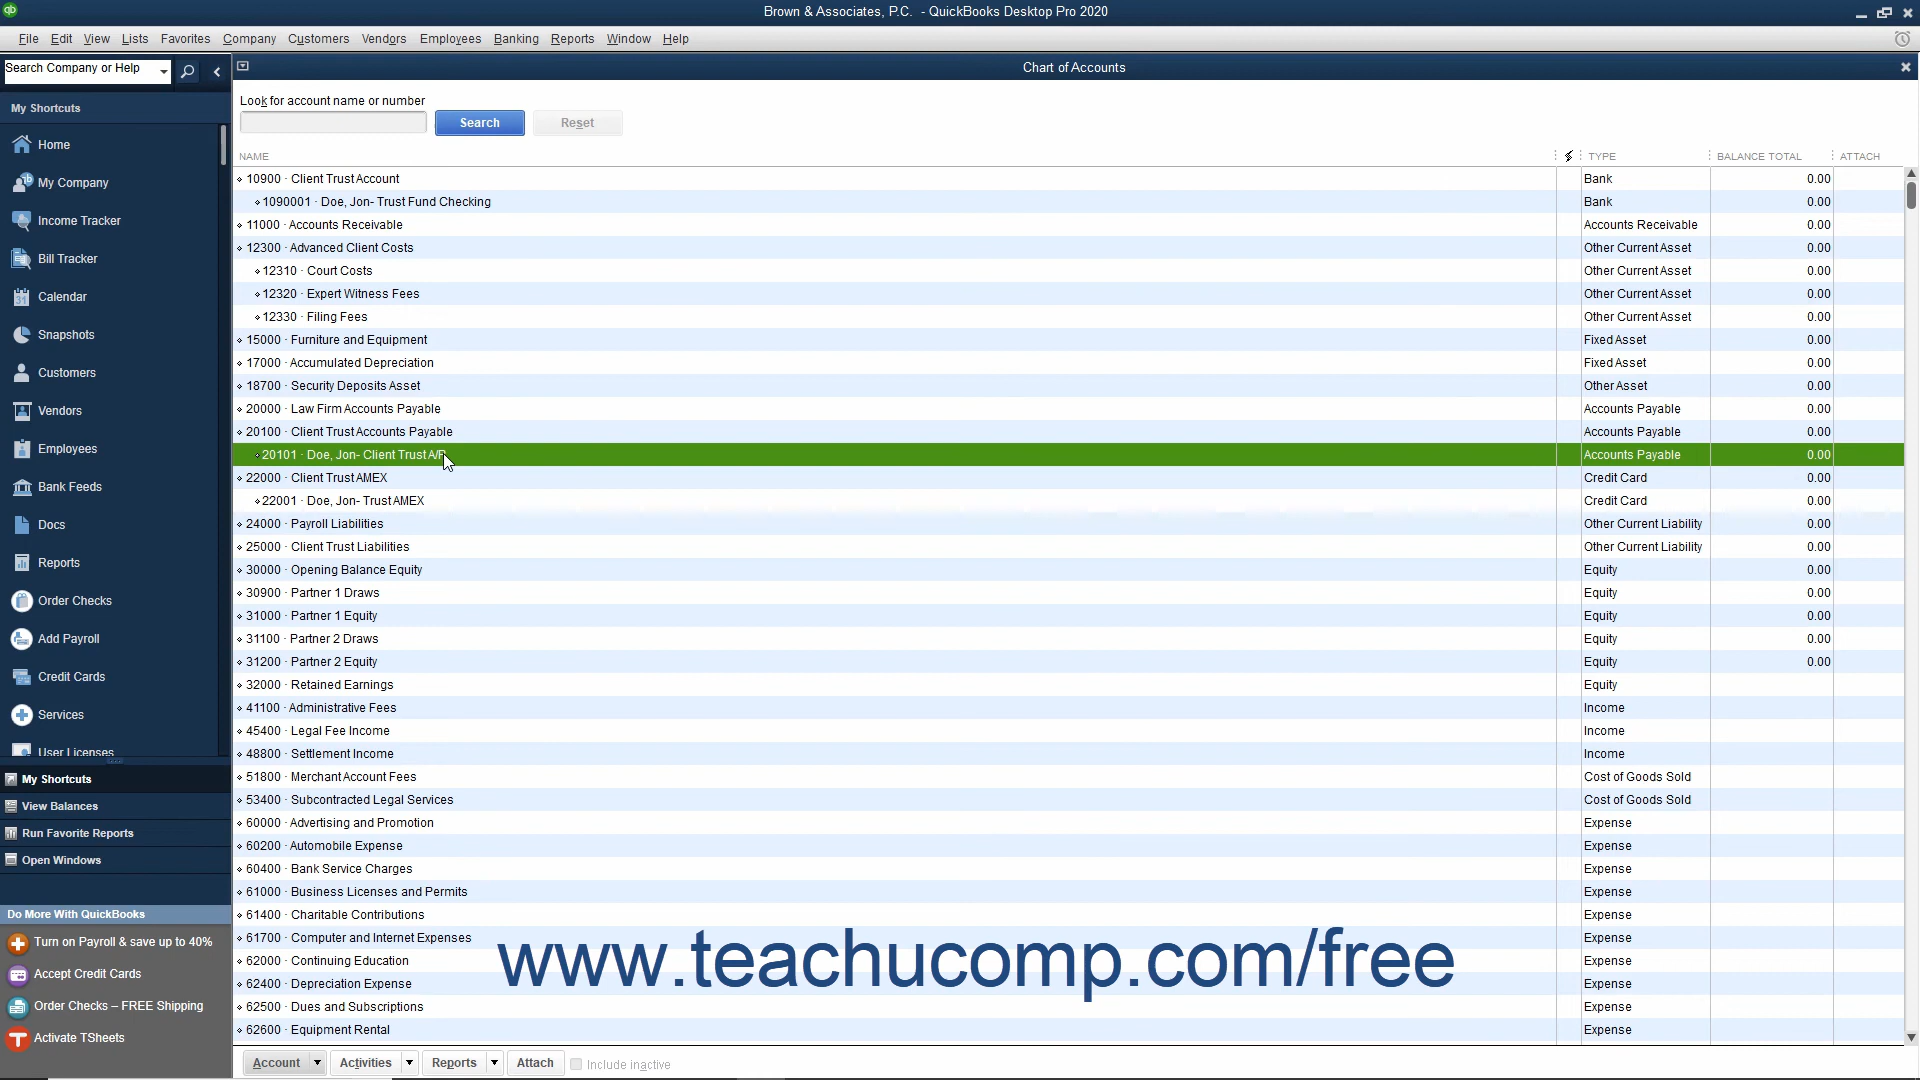 Brown & Associates, P.C. - QuickBooks Desktop Pro 2020
File Edit View Lists Favorites Company Customers Vendors Employees Banking Reports Window Help
Search Company or Help
Chart of Accounts
My Shortcuts
Home
My Company
Income Tracker
Bill Tracker
Calendar
Snapshots
Customers
Vendors
Employees
Bank Feeds
Docs
Reports
Order Checks
Add Payroll
Credit Cards
Services
User Licenses
My Shortcuts
View Balances
Run Favorite Reports
Open Windows
Do More With QuickBooks
Turn on Payroll & save up to 40%
Accept Credit Cards
Order Checks – FREE Shipping
Activate TSheets
Look for account name or number
Search Reset
NAME TYPE BALANCE TOTAL ATTACH
10900 · Client Trust Account Bank 0.00
1090001 · Doe, Jon- Trust Fund Checking Bank 0.00
11000 · Accounts Receivable Accounts Receivable 0.00
12300 · Advanced Client Costs Other Current Asset 0.00
12310 · Court Costs Other Current Asset 0.00
12320 · Expert Witness Fees Other Current Asset 0.00
12330 · Filing Fees Other Current Asset 0.00
15000 · Furniture and Equipment Fixed Asset 0.00
17000 · Accumulated Depreciation Fixed Asset 0.00
18700 · Security Deposits Asset Other Asset 0.00
20000 · Law Firm Accounts Payable Accounts Payable 0.00
20100 · Client Trust Accounts Payable Accounts Payable 0.00
20101 · Doe, Jon- Client Trust A/P Accounts Payable 0.00
22000 · Client Trust AMEX Credit Card 0.00
22001 · Doe, Jon- Trust AMEX Credit Card 0.00
24000 · Payroll Liabilities Other Current Liability 0.00
25000 · Client Trust Liabilities Other Current Liability 0.00
30000 · Opening Balance Equity Equity 0.00
30900 · Partner 1 Draws Equity 0.00
31000 · Partner 1 Equity Equity 0.00
31100 · Partner 2 Draws Equity 0.00
31200 · Partner 2 Equity Equity 0.00
32000 · Retained Earnings Equity
41100 · Administrative Fees Income
45400 · Legal Fee Income Income
48800 · Settlement Income Income
51800 · Merchant Account Fees Cost of Goods Sold
53400 · Subcontracted Legal Services Cost of Goods Sold
60000 · Advertising and Promotion Expense
60200 · Automobile Expense Expense
60400 · Bank Service Charges Expense
61000 · Business Licenses and Permits Expense
61400 · Charitable Contributions Expense
61700 · Computer and Internet Expenses Expense
62000 · Continuing Education Expense
62400 · Depreciation Expense Expense
62500 · Dues and Subscriptions Expense
62600 · Equipment Rental Expense
www.teachucomp.com/free
Account Activities Reports Attach Include inactive